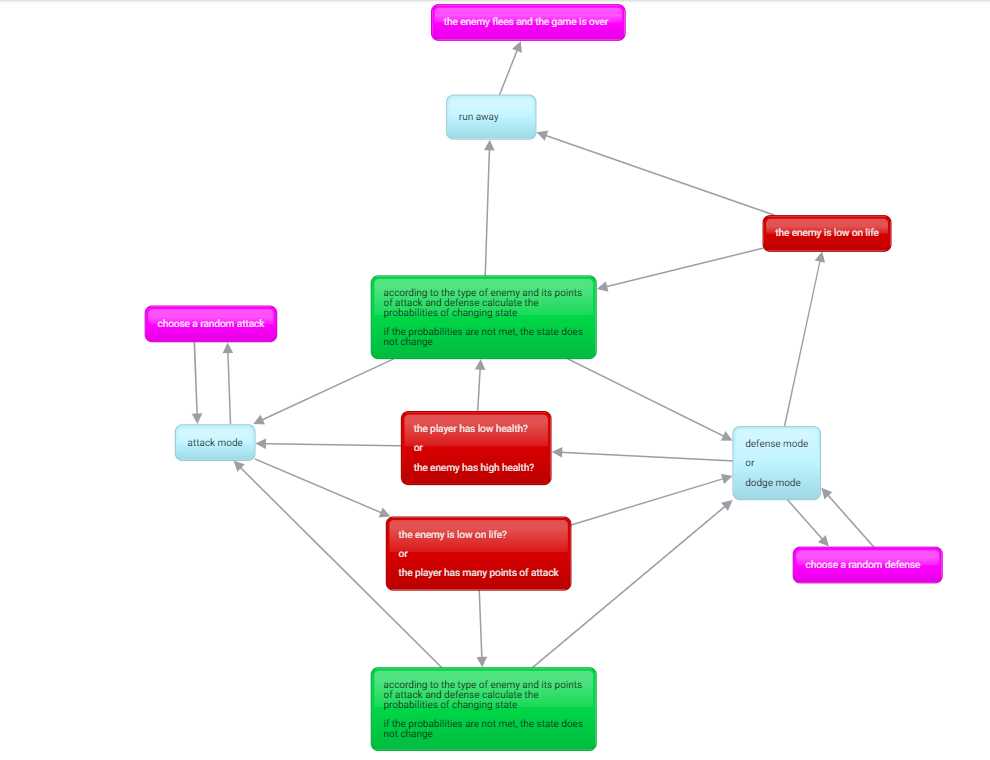 the enemy flees and the game is over
run away
the enemy is low on life
according to the type of enemy and its points
of attack and defense calculate the
probabilities of changing state
if the probabilities are not met, the state does
not change
choose a random attack
attack mode
the player has low health?
or
the enemy has high health?
defense mode
or
dodge mode
the enemy is low on life?
or
the player has many points of attack
choose a random defense
according to the type of enemy and its points
of attack and defense calculate the
probabilities of changing state
if the probabilities are not met, the state does
not change